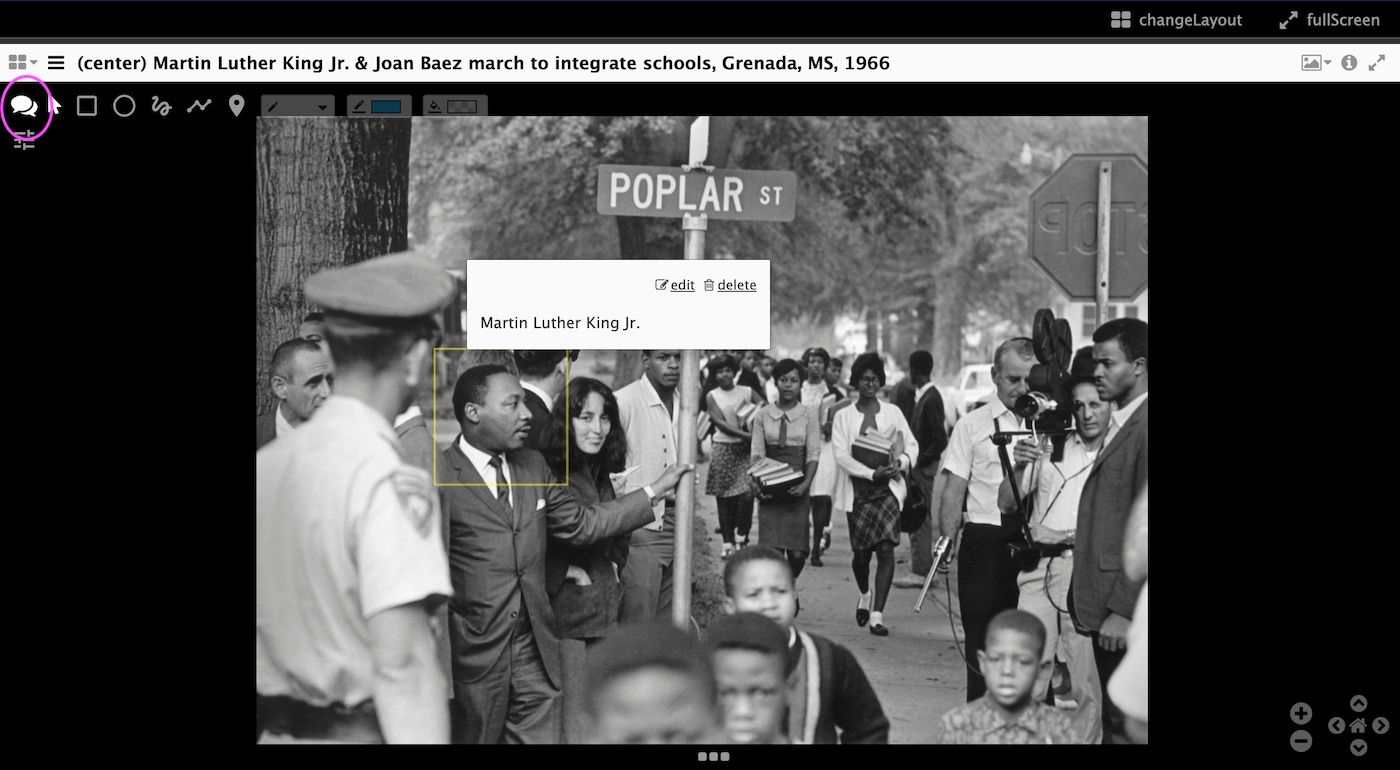 changeLayout fullScreen
(center) Martin Luther King Jr. & Joan Baez march to integrate schools, Grenada, MS, 1966
POPLAR ST
STOP
edit delete
Martin Luther King Jr.